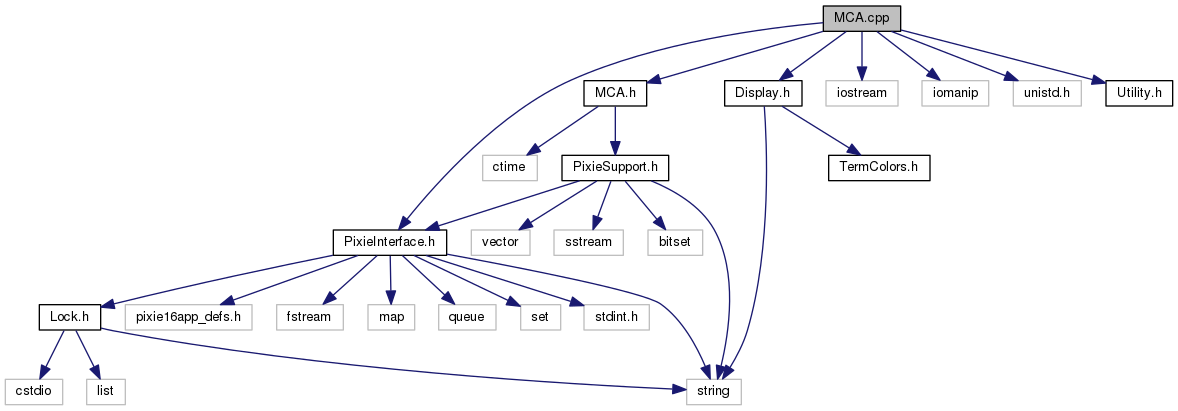 MCA.cpp
MCA.h
Display.h
iostream
iomanip
unistd.h
Utility.h
ctime
PixieSupport.h
TermColors.h
PixieInterface.h
vector
sstream
bitset
Lock.h
pixie16app_defs.h
fstream
map
queue
set
stdint.h
cstdio
list
string